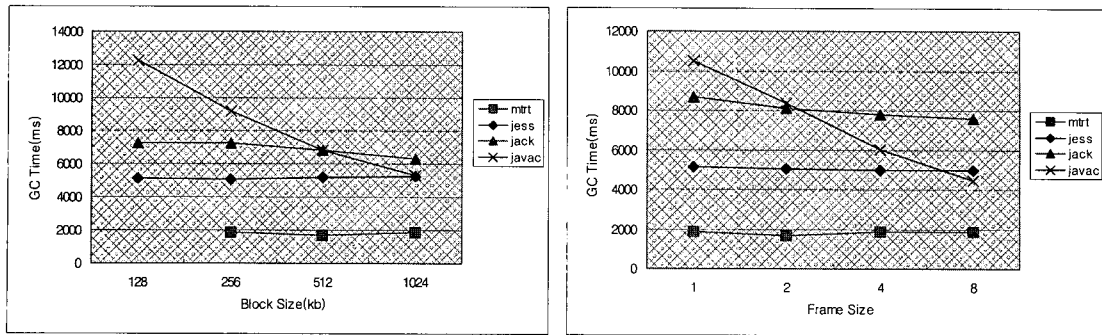 14000
12000
10000
8000
6000
4000
2000
0
GC Time(ms)
128 256 512 1024
Block Size(kb)
mtrt
jess
jack
javac
12000
10000
8000
6000
4000
2000
0
GC Time(ms)
1 2 4 8
Frame Size
mtrt
jess
jack
javac